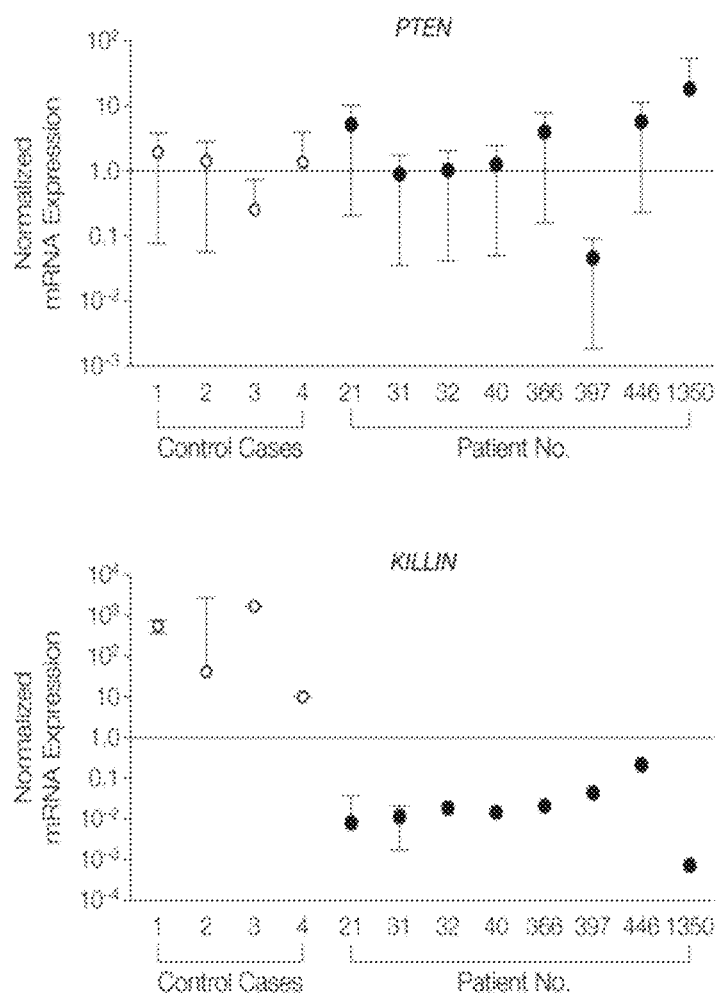 PTEN
Normalized
mRNA Expression
10²
10
1.0
0.1
10⁻²
10⁻³
1 2 3 4 21 31 32 40 366 397 446 1350
Control Cases Patient No.
KILLIN
Normalized
mRNA Expression
10⁴
10³
10²
10
1.0
0.1
10⁻²
10⁻³
10⁻⁴
1 2 3 4 21 31 32 40 366 397 446 1350
Control Cases Patient No.